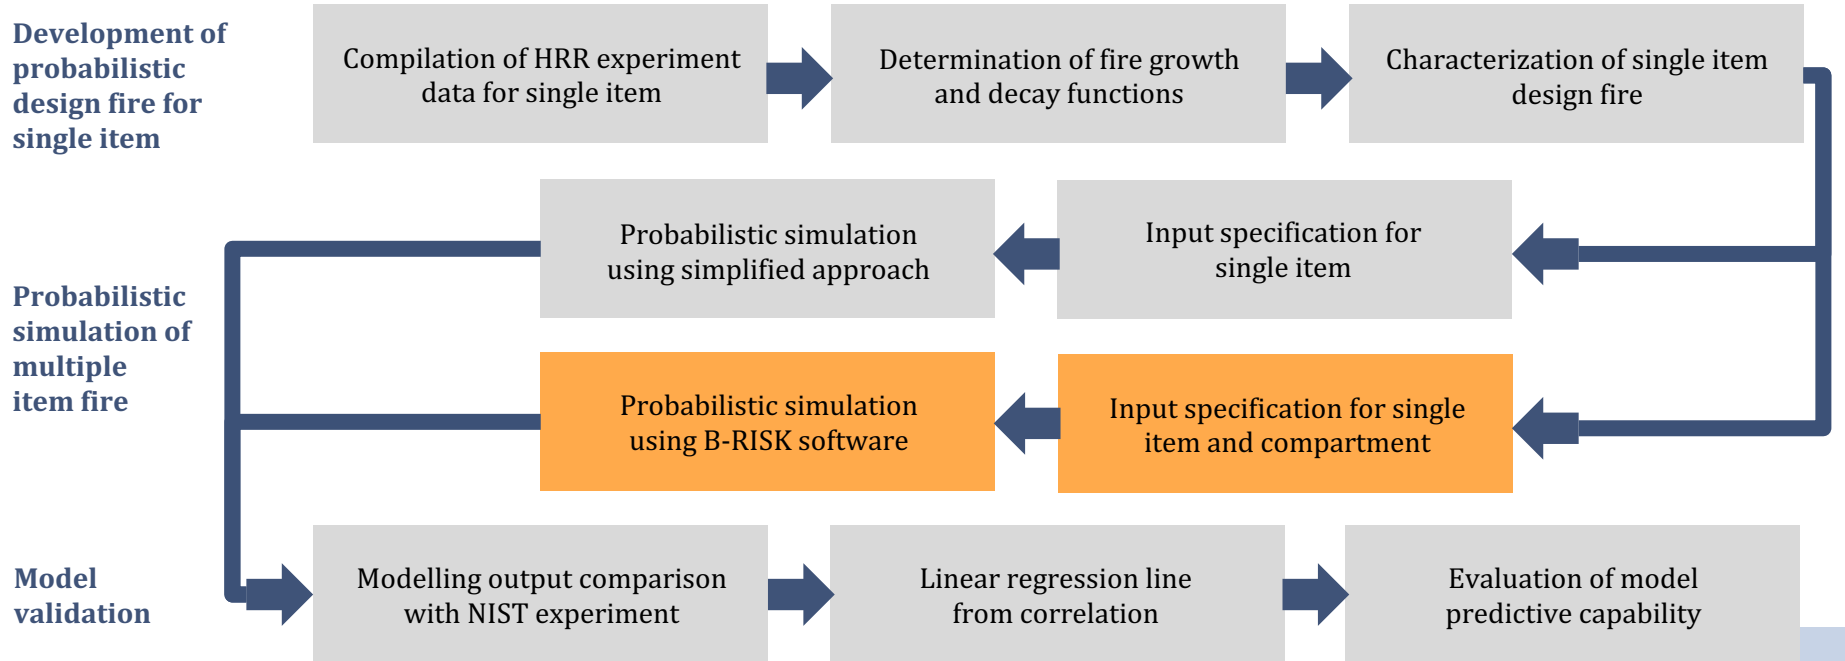 Development of
probabilistic
design fire for
single item
Compilation of HRR experiment
data for single item
Determination of fire growth
and decay functions
Characterization of single item
design fire
Probabilistic
simulation of
multiple
item fire
Probabilistic simulation
using simplified approach
Input specification for
single item
Probabilistic simulation
using B-RISK software
Input specification for single
item and compartment
Model
validation
Modelling output comparison
with NIST experiment
Linear regression line
from correlation
Evaluation of model
predictive capability